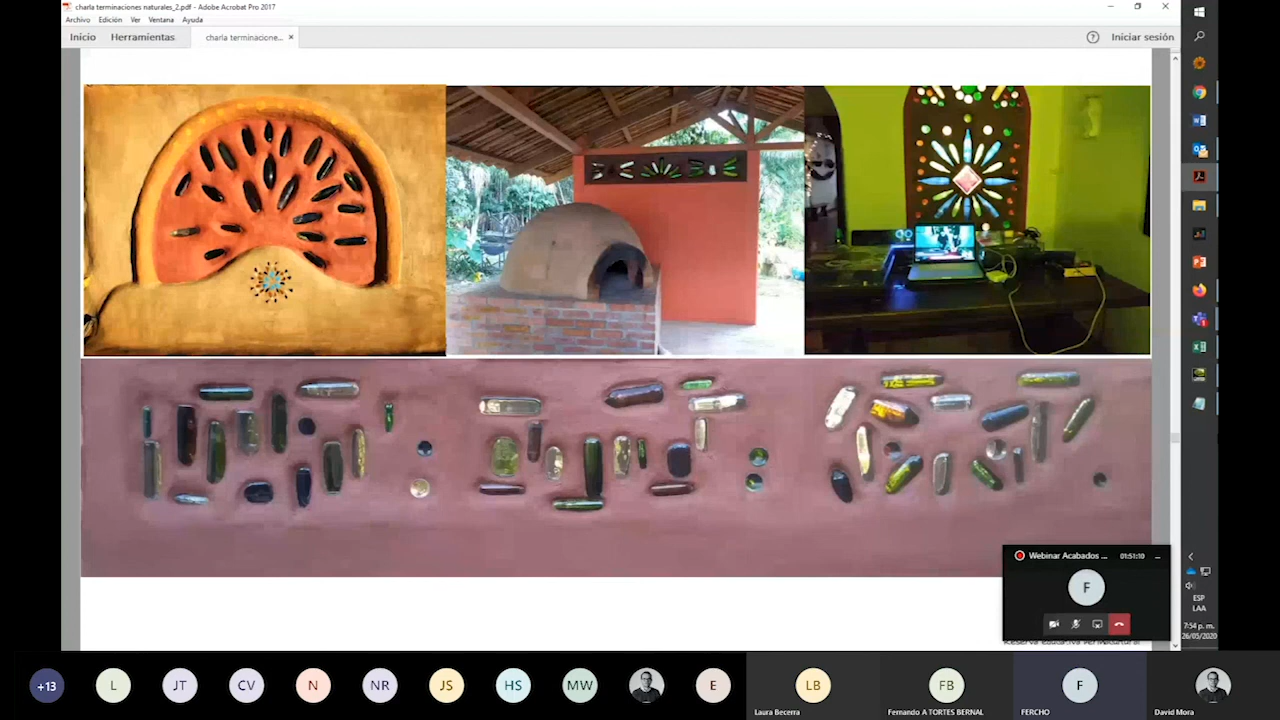 charla terminaciones naturales_2.pdf - Adobe Acrobat Pro 2017
Archivo Edición Ver Ventana Ayuda
Inicio Herramientas charla terminacione... × Iniciar sesión
Webinar Acabados ... 01:51:10
F
ESP
LAA
7:54 p. m.
26/05/2020
+13 L JT CV N NR JS HS MW E LB FB F
Laura Becerra Fernando A TORTES BERNAL FERCHO David Mora